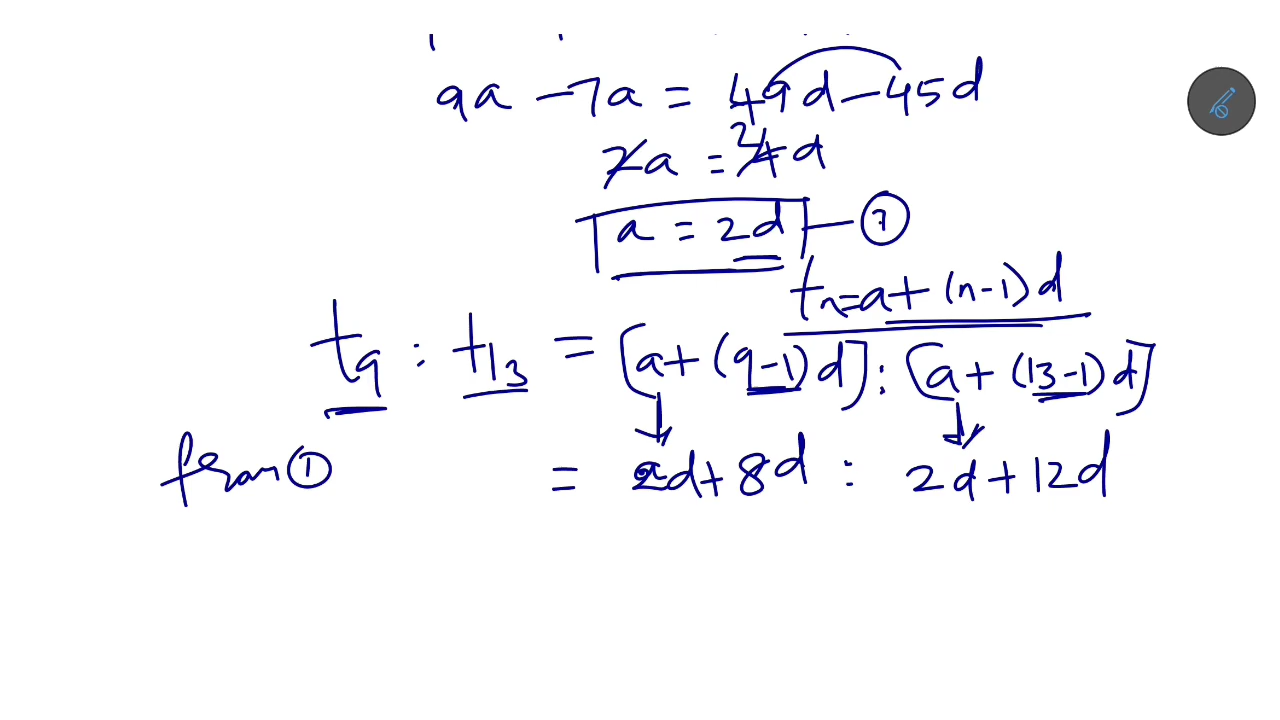 9a - 7a = 49d - 45d
2a = 4d 2
a = 2d — ①
tn = a + (n-1)d
t9 : t13 = [a + (9-1)d] : [a + (13-1)d]
from ① = 2d + 8d : 2d + 12d